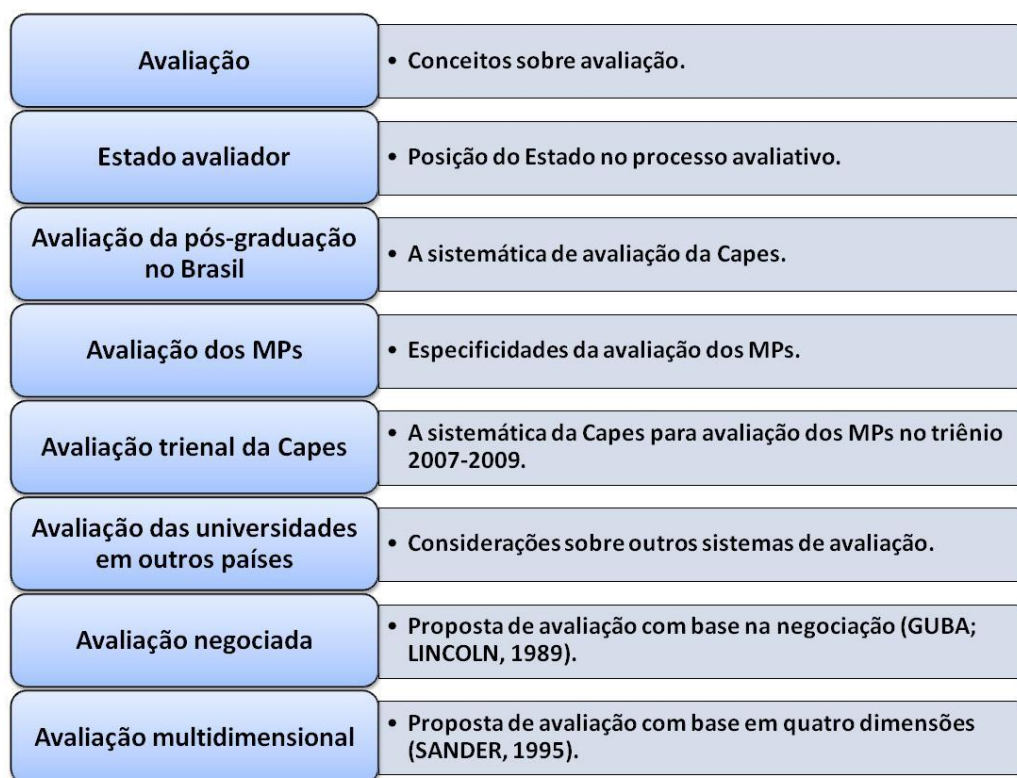 Avaliação
• Conceitos sobre avaliação.
Estado avaliador
• Posição do Estado no processo avaliativo.
Avaliação da pós-graduação
no Brasil
• A sistemática de avaliação da Capes.
Avaliação dos MPs
• Especificidades da avaliação dos MPs.
Avaliação trienal da Capes
• A sistemática da Capes para avaliação dos MPs no triênio
2007-2009.
Avaliação das universidades
em outros países
• Considerações sobre outros sistemas de avaliação.
Avaliação negociada
• Proposta de avaliação com base na negociação (GUBA;
LINCOLN, 1989).
Avaliação multidimensional
• Proposta de avaliação com base em quatro dimensões
(SANDER, 1995).